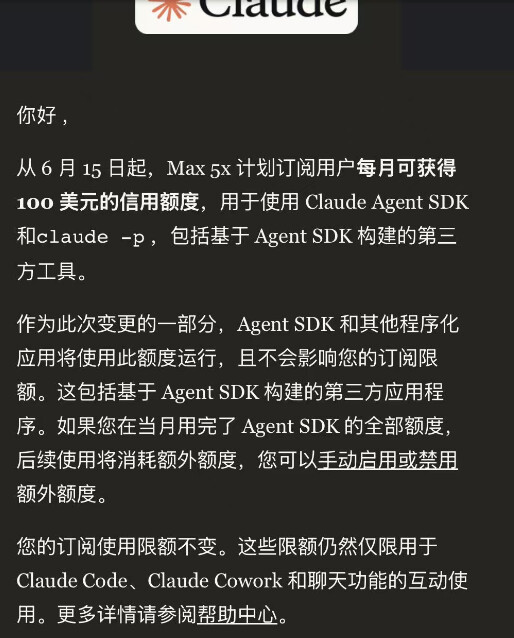 Claude
你好，
从 6 月 15 日起，Max 5x 计划订阅用户每月可获得
100 美元的信用额度，用于使用 Claude Agent SDK
和claude -p ，包括基于 Agent SDK 构建的第三
方工具。
作为此次变更的一部分，Agent SDK 和其他程序化
应用将使用此额度运行，且不会影响您的订阅限
额。这包括基于 Agent SDK 构建的第三方应用程
序。如果您在当月用完了 Agent SDK 的全部额度，
后续使用将消耗额外额度，您可以手动启用或禁用
额外额度。
您的订阅使用限额不变。这些限额仍然仅限用于
Claude Code、Claude Cowork 和聊天功能的互动使
用。更多详情请参阅帮助中心。